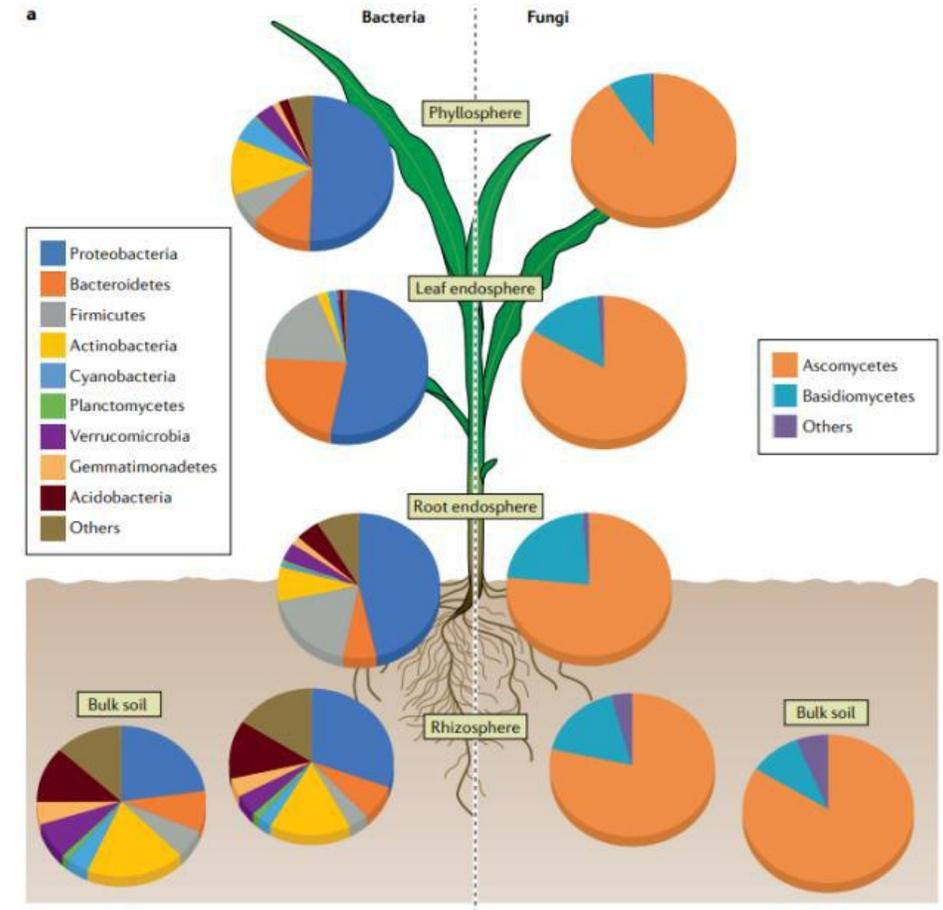 a
Bacteria
Fungi
Phyllosphere
Leaf endosphere
Proteobacteria
Bacteroidetes
Firmicutes
Actinobacteria
Cyanobacteria
Planctomycetes
Verrucomicrobia
Gemmatimonadetes
Acidobacteria
Others
Ascomycetes
Basidiomycetes
Others
Root endosphere
Bulk soil
Rhizosphere
Bulk soil